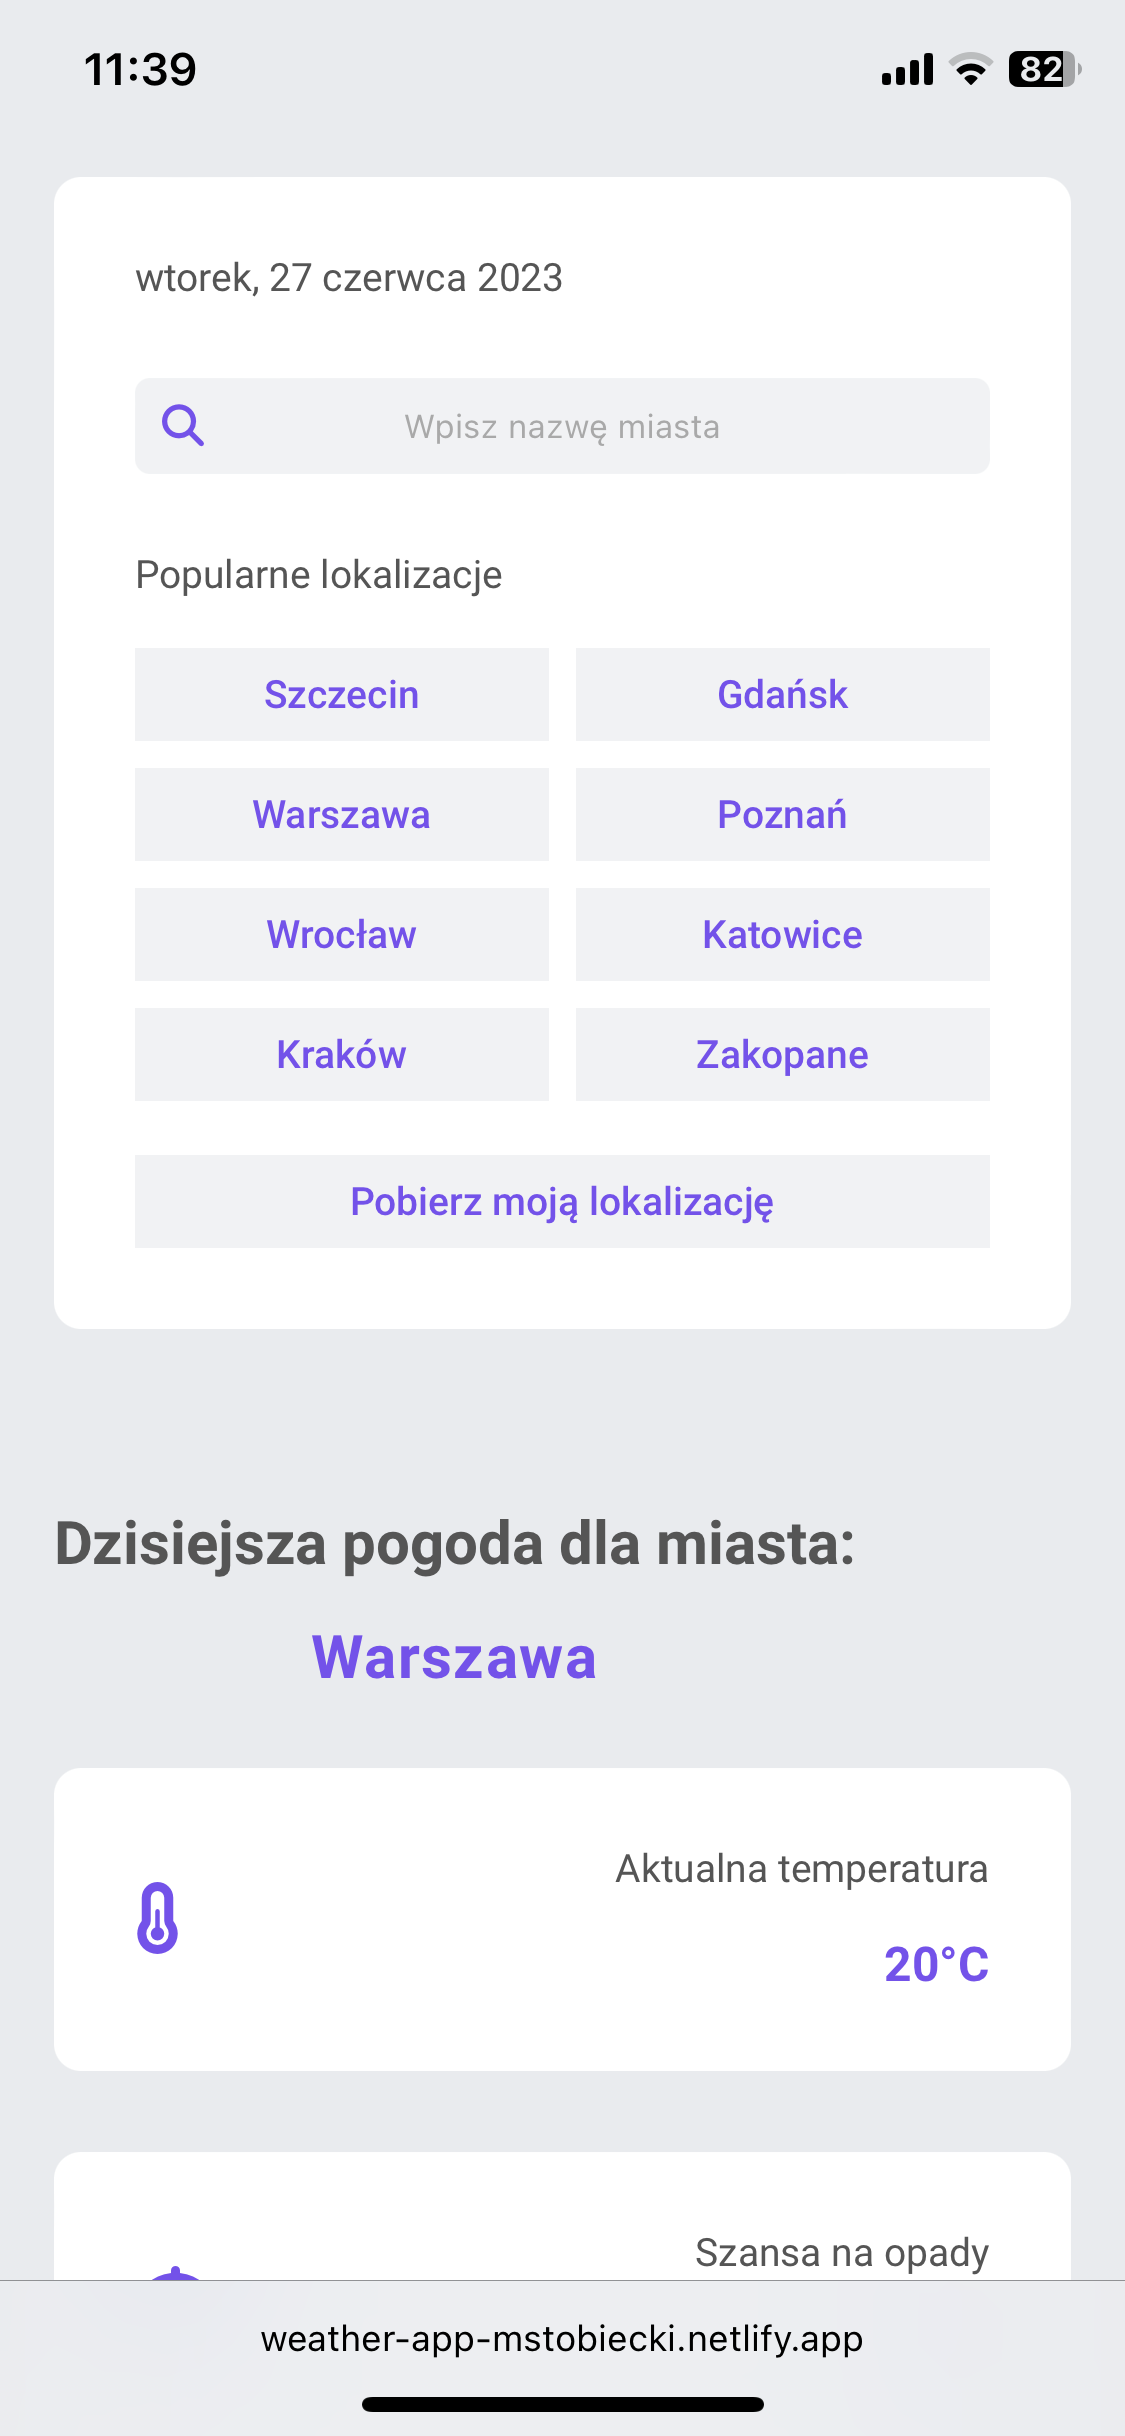 11:39
82
wtorek, 27 czerwca 2023
Wpisz nazwę miasta
Popularne lokalizacje
Szczecin
Gdańsk
Warszawa
Poznań
Wrocław
Katowice
Kraków
Zakopane
Pobierz moją lokalizację
Dzisiejsza pogoda dla miasta:
Warszawa
Aktualna temperatura
20°C
Szansa na opady
weather-app-mstobiecki.netlify.app